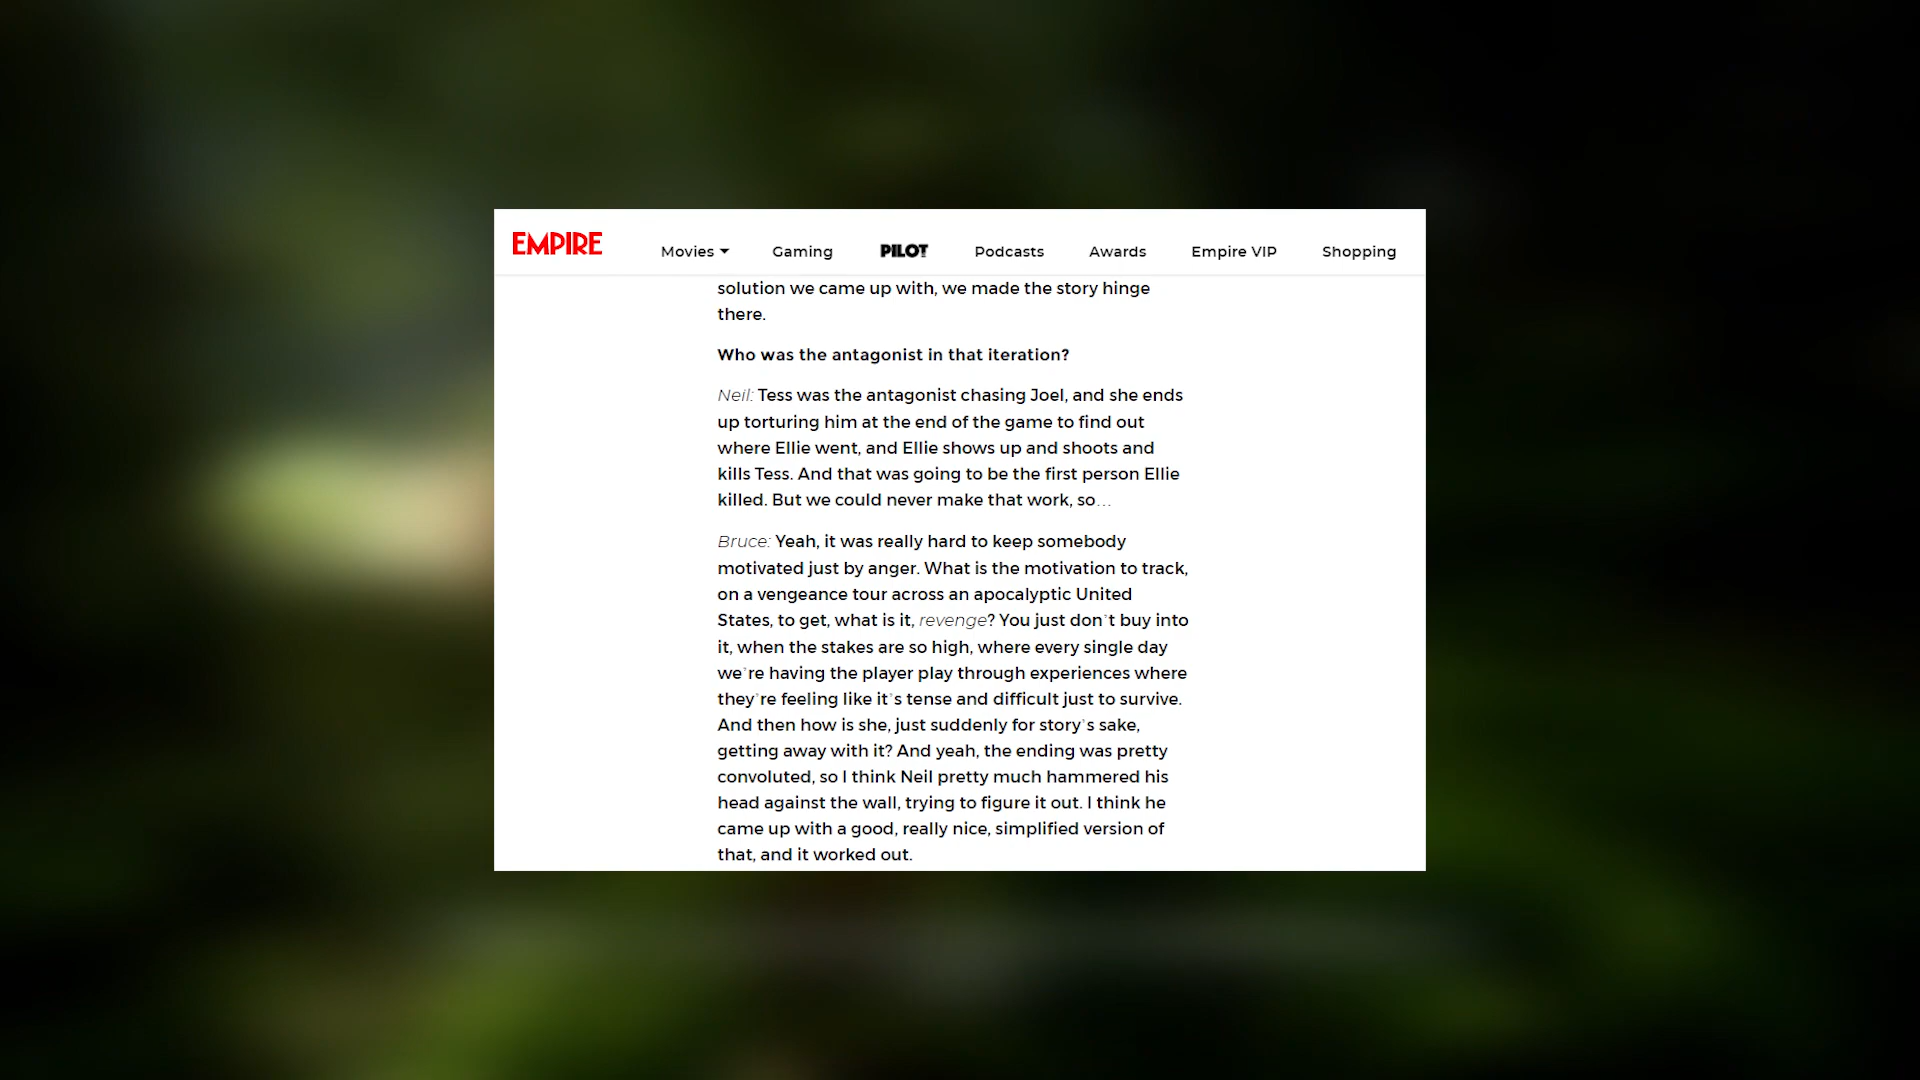 EMPIRE
Movies
Gaming
PILOT
Podcasts
Awards
Empire VIP
Shopping
solution we came up with, we made the story hinge
there.
Who was the antagonist in that iteration?
Neil: Tess was the antagonist chasing Joel, and she ends
up torturing him at the end of the game to find out
where Ellie went, and Ellie shows up and shoots and
kills Tess. And that was going to be the first person Ellie
killed. But we could never make that work, so…
Bruce: Yeah, it was really hard to keep somebody
motivated just by anger. What is the motivation to track,
on a vengeance tour across an apocalyptic United
States, to get, what is it, revenge? You just don't buy into
it, when the stakes are so high, where every single day
we're having the player play through experiences where
they're feeling like it's tense and difficult just to survive.
And then how is she, just suddenly for story's sake,
getting away with it? And yeah, the ending was pretty
convoluted, so I think Neil pretty much hammered his
head against the wall, trying to figure it out. I think he
came up with a good, really nice, simplified version of
that, and it worked out.